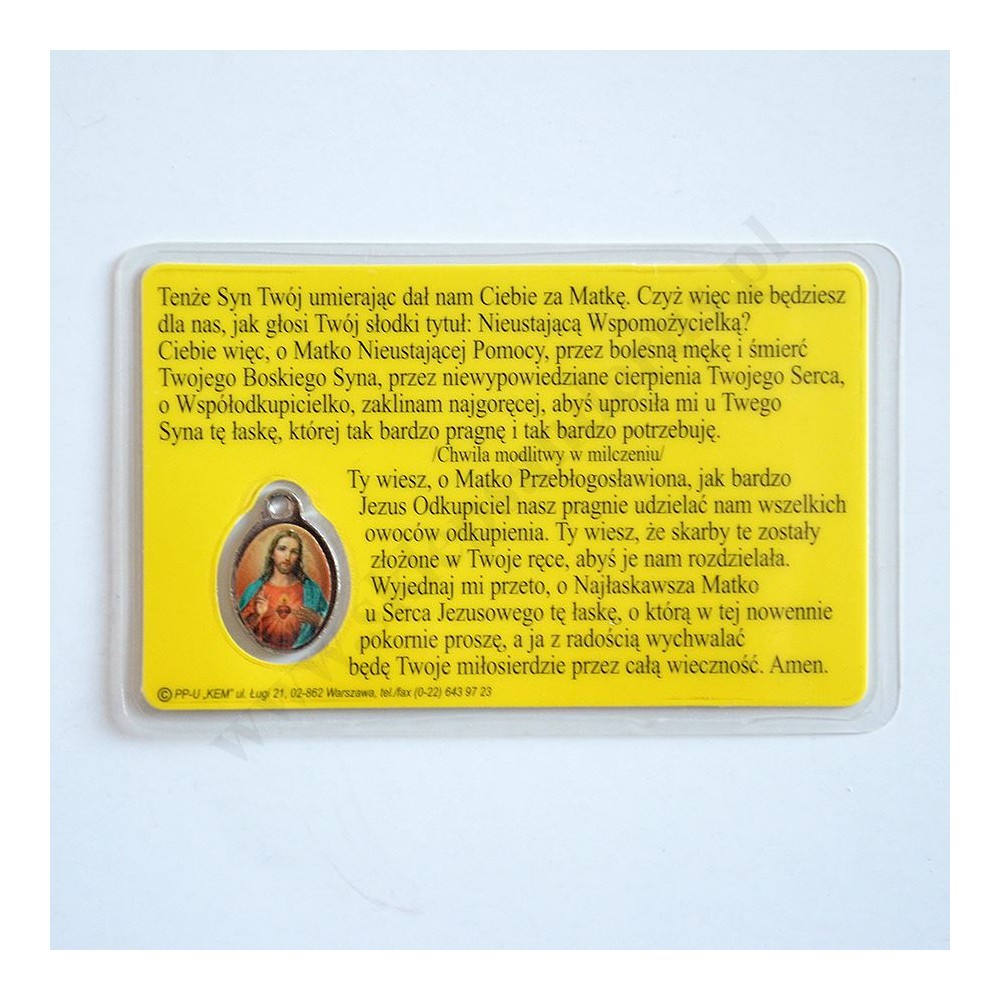 Tenże Syn Twój umierając dał nam Ciebie za Matkę. Czyż więc nie będziesz
dla nas, jak głosi Twój słodki tytuł: Nieustającą Wspomożycielką?
Ciebie więc, o Matko Nieustającej Pomocy, przez bolesną mękę i śmierć
Twojego Boskiego Syna, przez niewypowiedziane cierpienia Twojego Serca,
o Współodkupicielko, zaklinam najgoręcej, abyś uprosiła mi u Twego
Syna tę łaskę, której tak bardzo pragnę i tak bardzo potrzebuję.
/Chwila modlitwy w milczeniu/
Ty wiesz, o Matko Przebłogosławiona, jak bardzo
Jezus Odkupiciel nasz pragnie udzielać nam wszelkich
owoców odkupienia. Ty wiesz, że skarby te zostały
złożone w Twoje ręce, abyś je nam rozdzielała.
Wyjednaj mi przeto, o Najłaskawsza Matko
u Serca Jezusowego tę łaskę, o którą w tej nowennie
pokornie proszę, a ja z radością wychwalać
będę Twoje miłosierdzie przez całą wieczność. Amen.
© PP-U „KEM" ul. Ługi 21, 02-862 Warszawa, tel./fax (0-22) 643 97 23